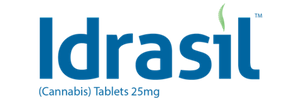 Idrasil™
(Cannabis) Tablets 25mg